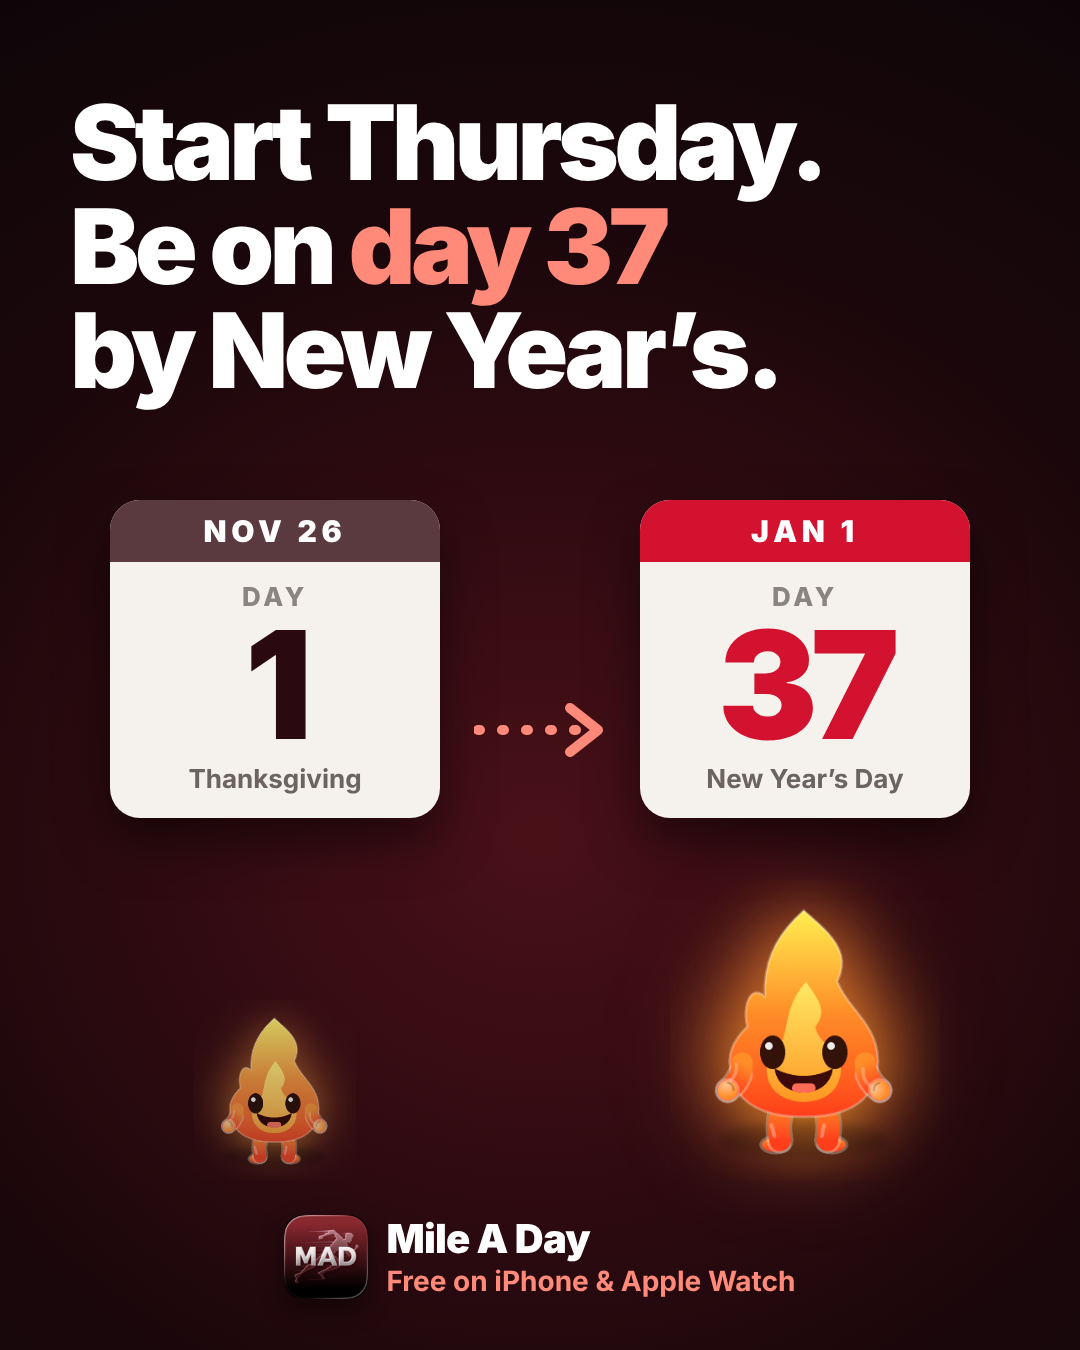 Start Thursday.
Be on day 37
by New Year’s.
NOV 26
DAY
1
Thanksgiving
JAN 1
DAY
37
New Year’s Day
MAD
Mile A Day
Free on iPhone & Apple Watch